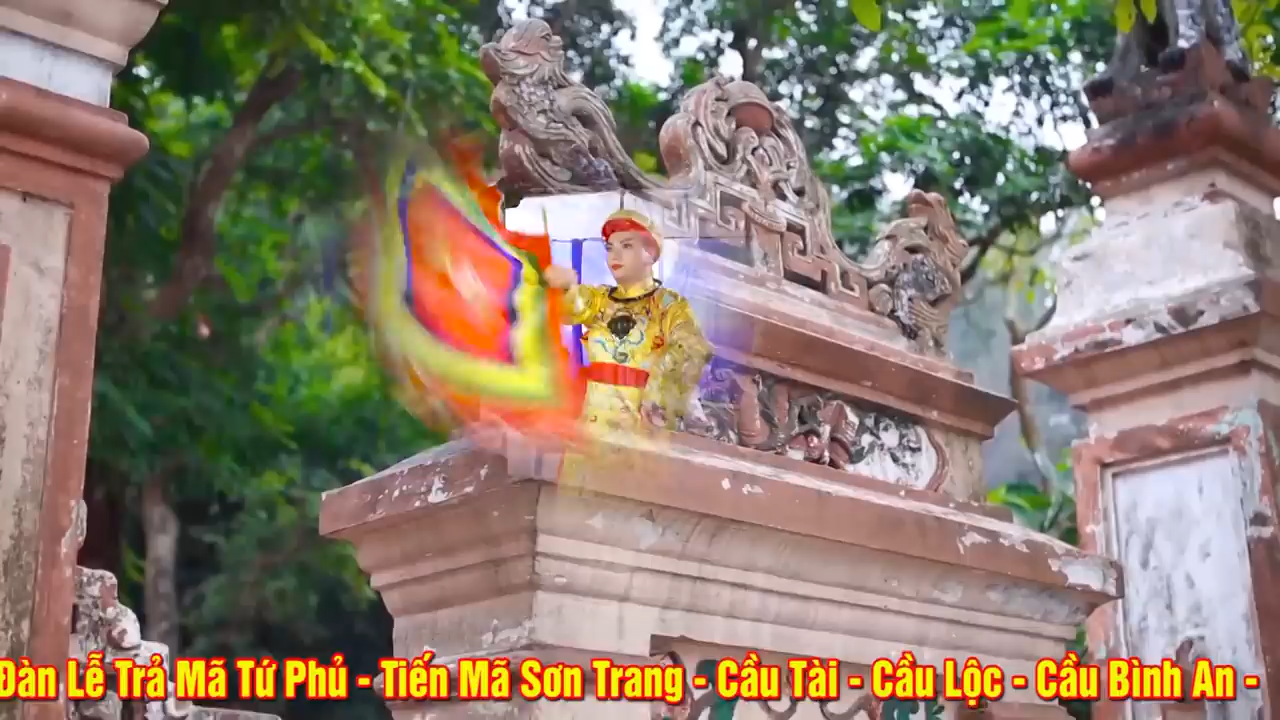 Đàn Lễ Trả Mã Tứ Phủ - Tiến Mã Sơn Trang - Cầu Tài - Cầu Lộc - Cầu Bình An -